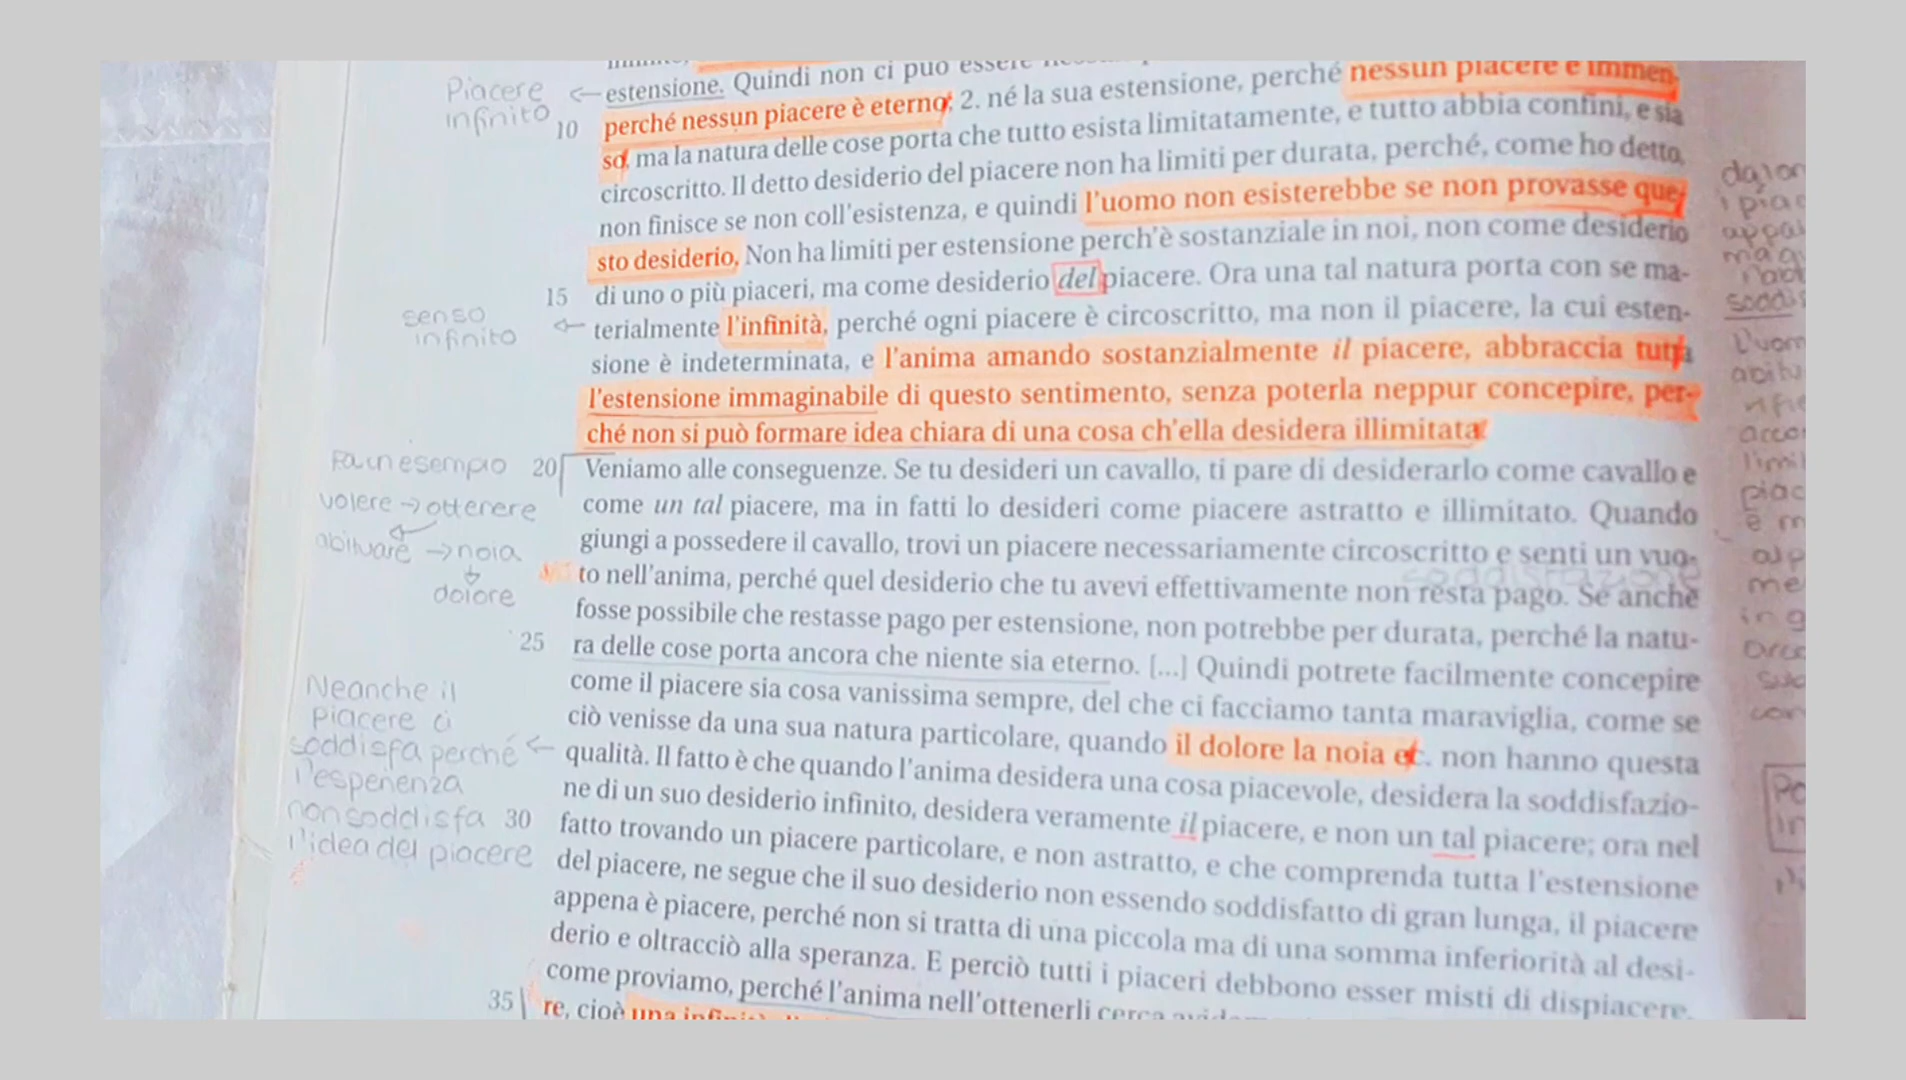 estensione. Quindi non ci può essere
perché nessun piacere è eterno; 2. né la sua estensione, perché nessun piacere è immen-
10 so, ma la natura delle cose porta che tutto esista limitatamente, e tutto abbia confini, e sia
circoscritto. Il detto desiderio del piacere non ha limiti per durata, perché, come ho detto,
non finisce se non coll'esistenza, e quindi l'uomo non esisterebbe se non provasse que-
sto desiderio. Non ha limiti per estensione perch'è sostanziale in noi, non come desiderio
15 di uno o più piaceri, ma come desiderio del piacere. Ora una tal natura porta con se ma-
terialmente l'infinità, perché ogni piacere è circoscritto, ma non il piacere, la cui esten-
sione è indeterminata, e l'anima amando sostanzialmente il piacere, abbraccia tutta
l'estensione immaginabile di questo sentimento, senza poterla neppur concepire, per-
ché non si può formare idea chiara di una cosa ch'ella desidera illimitata.
20 Veniamo alle conseguenze. Se tu desideri un cavallo, ti pare di desiderarlo come cavallo e
come un tal piacere, ma in fatti lo desideri come piacere astratto e illimitato. Quando
giungi a possedere il cavallo, trovi un piacere necessariamente circoscritto e senti un vuo-
to nell'anima, perché quel desiderio che tu avevi effettivamente non resta pago. Se anche
fosse possibile che restasse pago per estensione, non potrebbe per durata, perché la natu-
25 ra delle cose porta ancora che niente sia eterno. [...] Quindi potrete facilmente concepire
come il piacere sia cosa vanissima sempre, del che ci facciamo tanta maraviglia, come se
ciò venisse da una sua natura particolare, quando il dolore la noia ec. non hanno questa
qualità. Il fatto è che quando l'anima desidera una cosa piacevole, desidera la soddisfazio-
ne di un suo desiderio infinito, desidera veramente il piacere, e non un tal piacere; ora nel
30 fatto trovando un piacere particolare, e non astratto, e che comprenda tutta l'estensione
del piacere, ne segue che il suo desiderio non essendo soddisfatto di gran lunga, il piacere
appena è piacere, perché non si tratta di una piccola ma di una somma inferiorità al desi-
derio e oltracciò alla speranza. E perciò tutti i piaceri debbono esser misti di dispiacere,
come proviamo, perché l'anima nell'ottenerli cerca
35 re, cioè una
Piacere
infinito
senso
infinito
Fa un esempio
volere → ottenere
abituare → noia
dolore
Neanche il
piacere ci
soddisfa perché
l'esperienza
non soddisfa
l'idea del piacere
soddisfazione